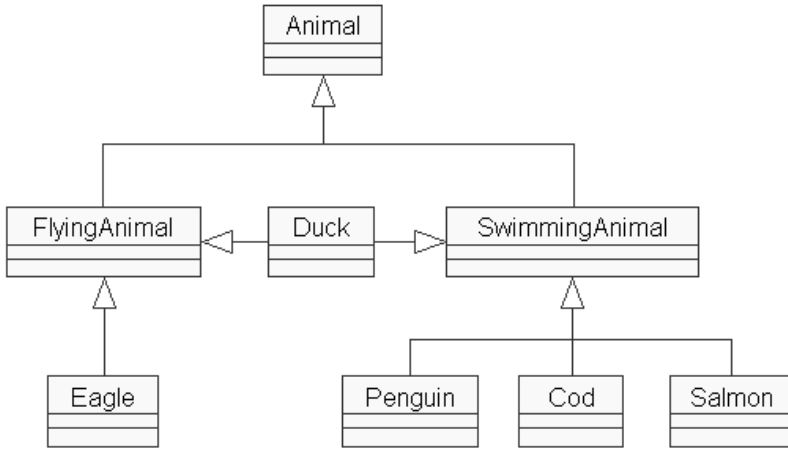 Animal
FlyingAnimal
Duck
SwimmingAnimal
Eagle
Penguin
Cod
Salmon